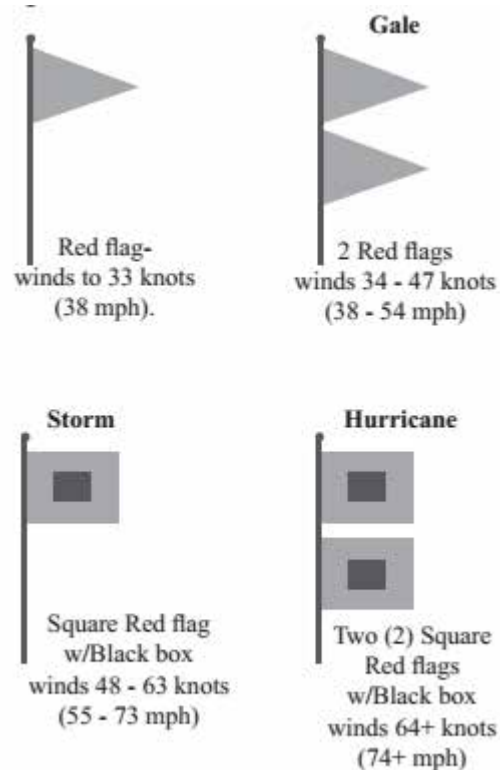 Gale
Red flag-
winds to 33 knots
(38 mph).
2 Red flags
winds 34 - 47 knots
(38 - 54 mph)
Storm
Square Red flag
w/Black box
winds 48 - 63 knots
(55 - 73 mph)
Hurricane
Two (2) Square
Red flags
w/Black box
winds 64+ knots
(74+ mph)